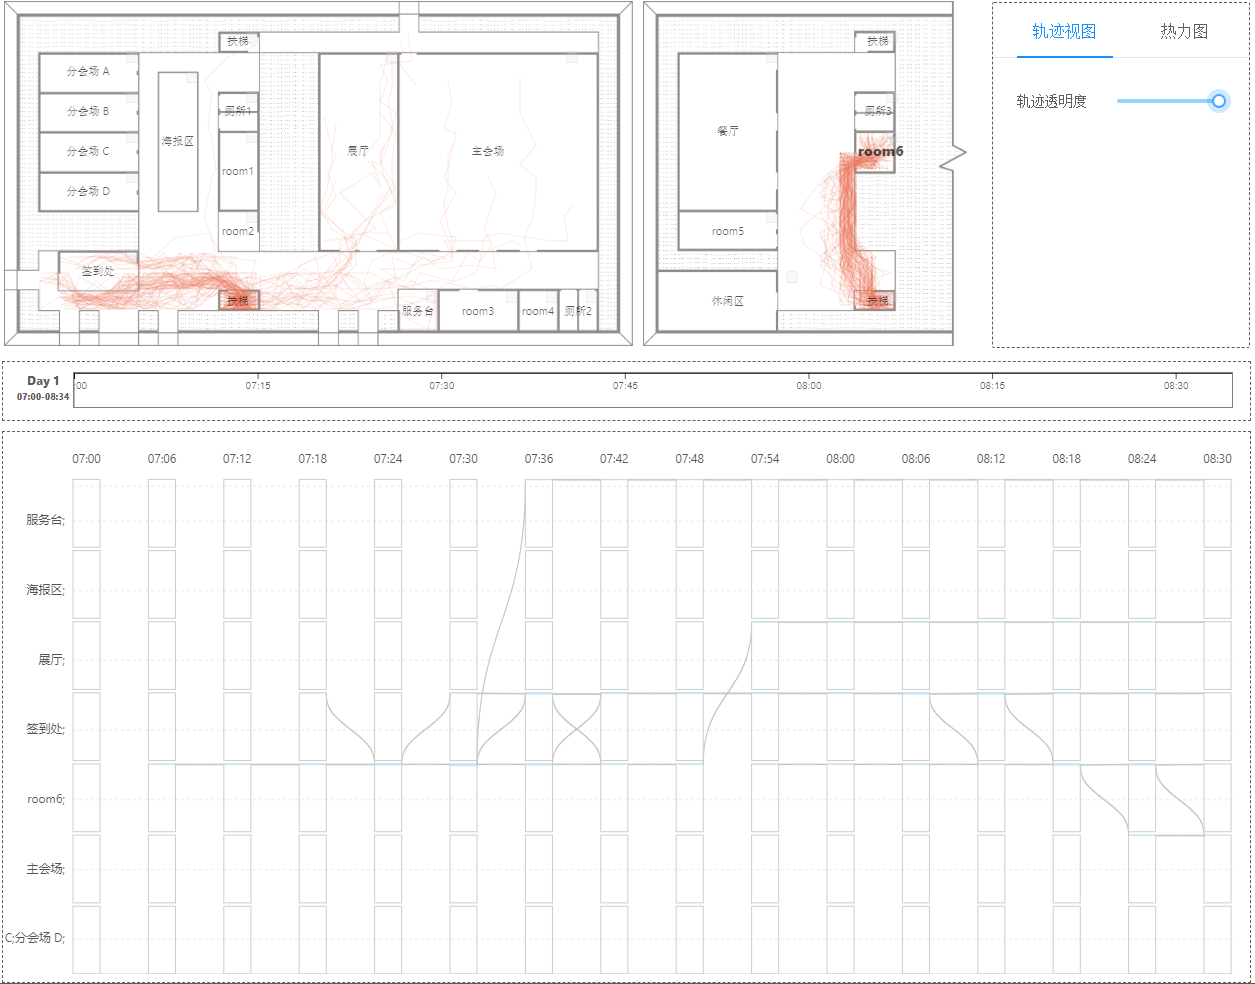 扶梯
分会场 A
分会场 B
分会场 C
分会场 D
海报区
厕所1
room1
room2
展厅
主会场
签到处
扶梯
服务台
room3
room4
厕所2
扶梯
餐厅
厕所3
room6
room5
休闲区
扶梯
轨迹视图
热力图
轨迹透明度
Day 1
07:00-08:34
:00
07:15
07:30
07:45
08:00
08:15
08:30
07:00
07:06
07:12
07:18
07:24
07:30
07:36
07:42
07:48
07:54
08:00
08:06
08:12
08:18
08:24
08:30
服务台;
海报区;
展厅;
签到处;
room6;
主会场;
C;分会场 D;